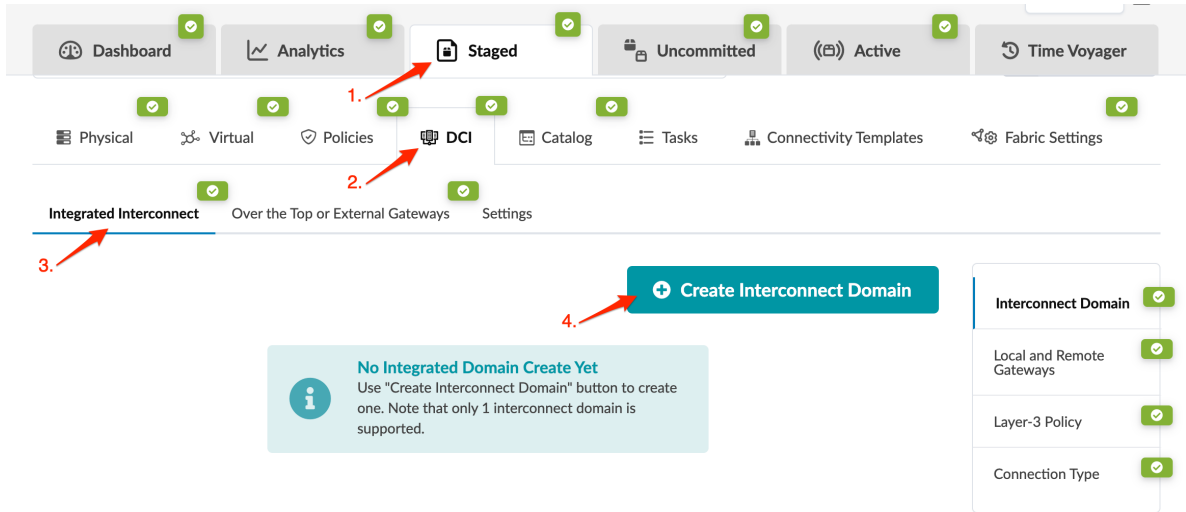 Dashboard
Analytics
Staged
Uncommitted
Active
Time Voyager
1.
Physical
Virtual
Policies
DCI
Catalog
Tasks
Connectivity Templates
Fabric Settings
2.
Integrated Interconnect
Over the Top or External Gateways
Settings
3.
Create Interconnect Domain
4.
No Integrated Domain Create Yet
Use "Create Interconnect Domain" button to create
one. Note that only 1 interconnect domain is
supported.
Interconnect Domain
Local and Remote
Gateways
Layer-3 Policy
Connection Type